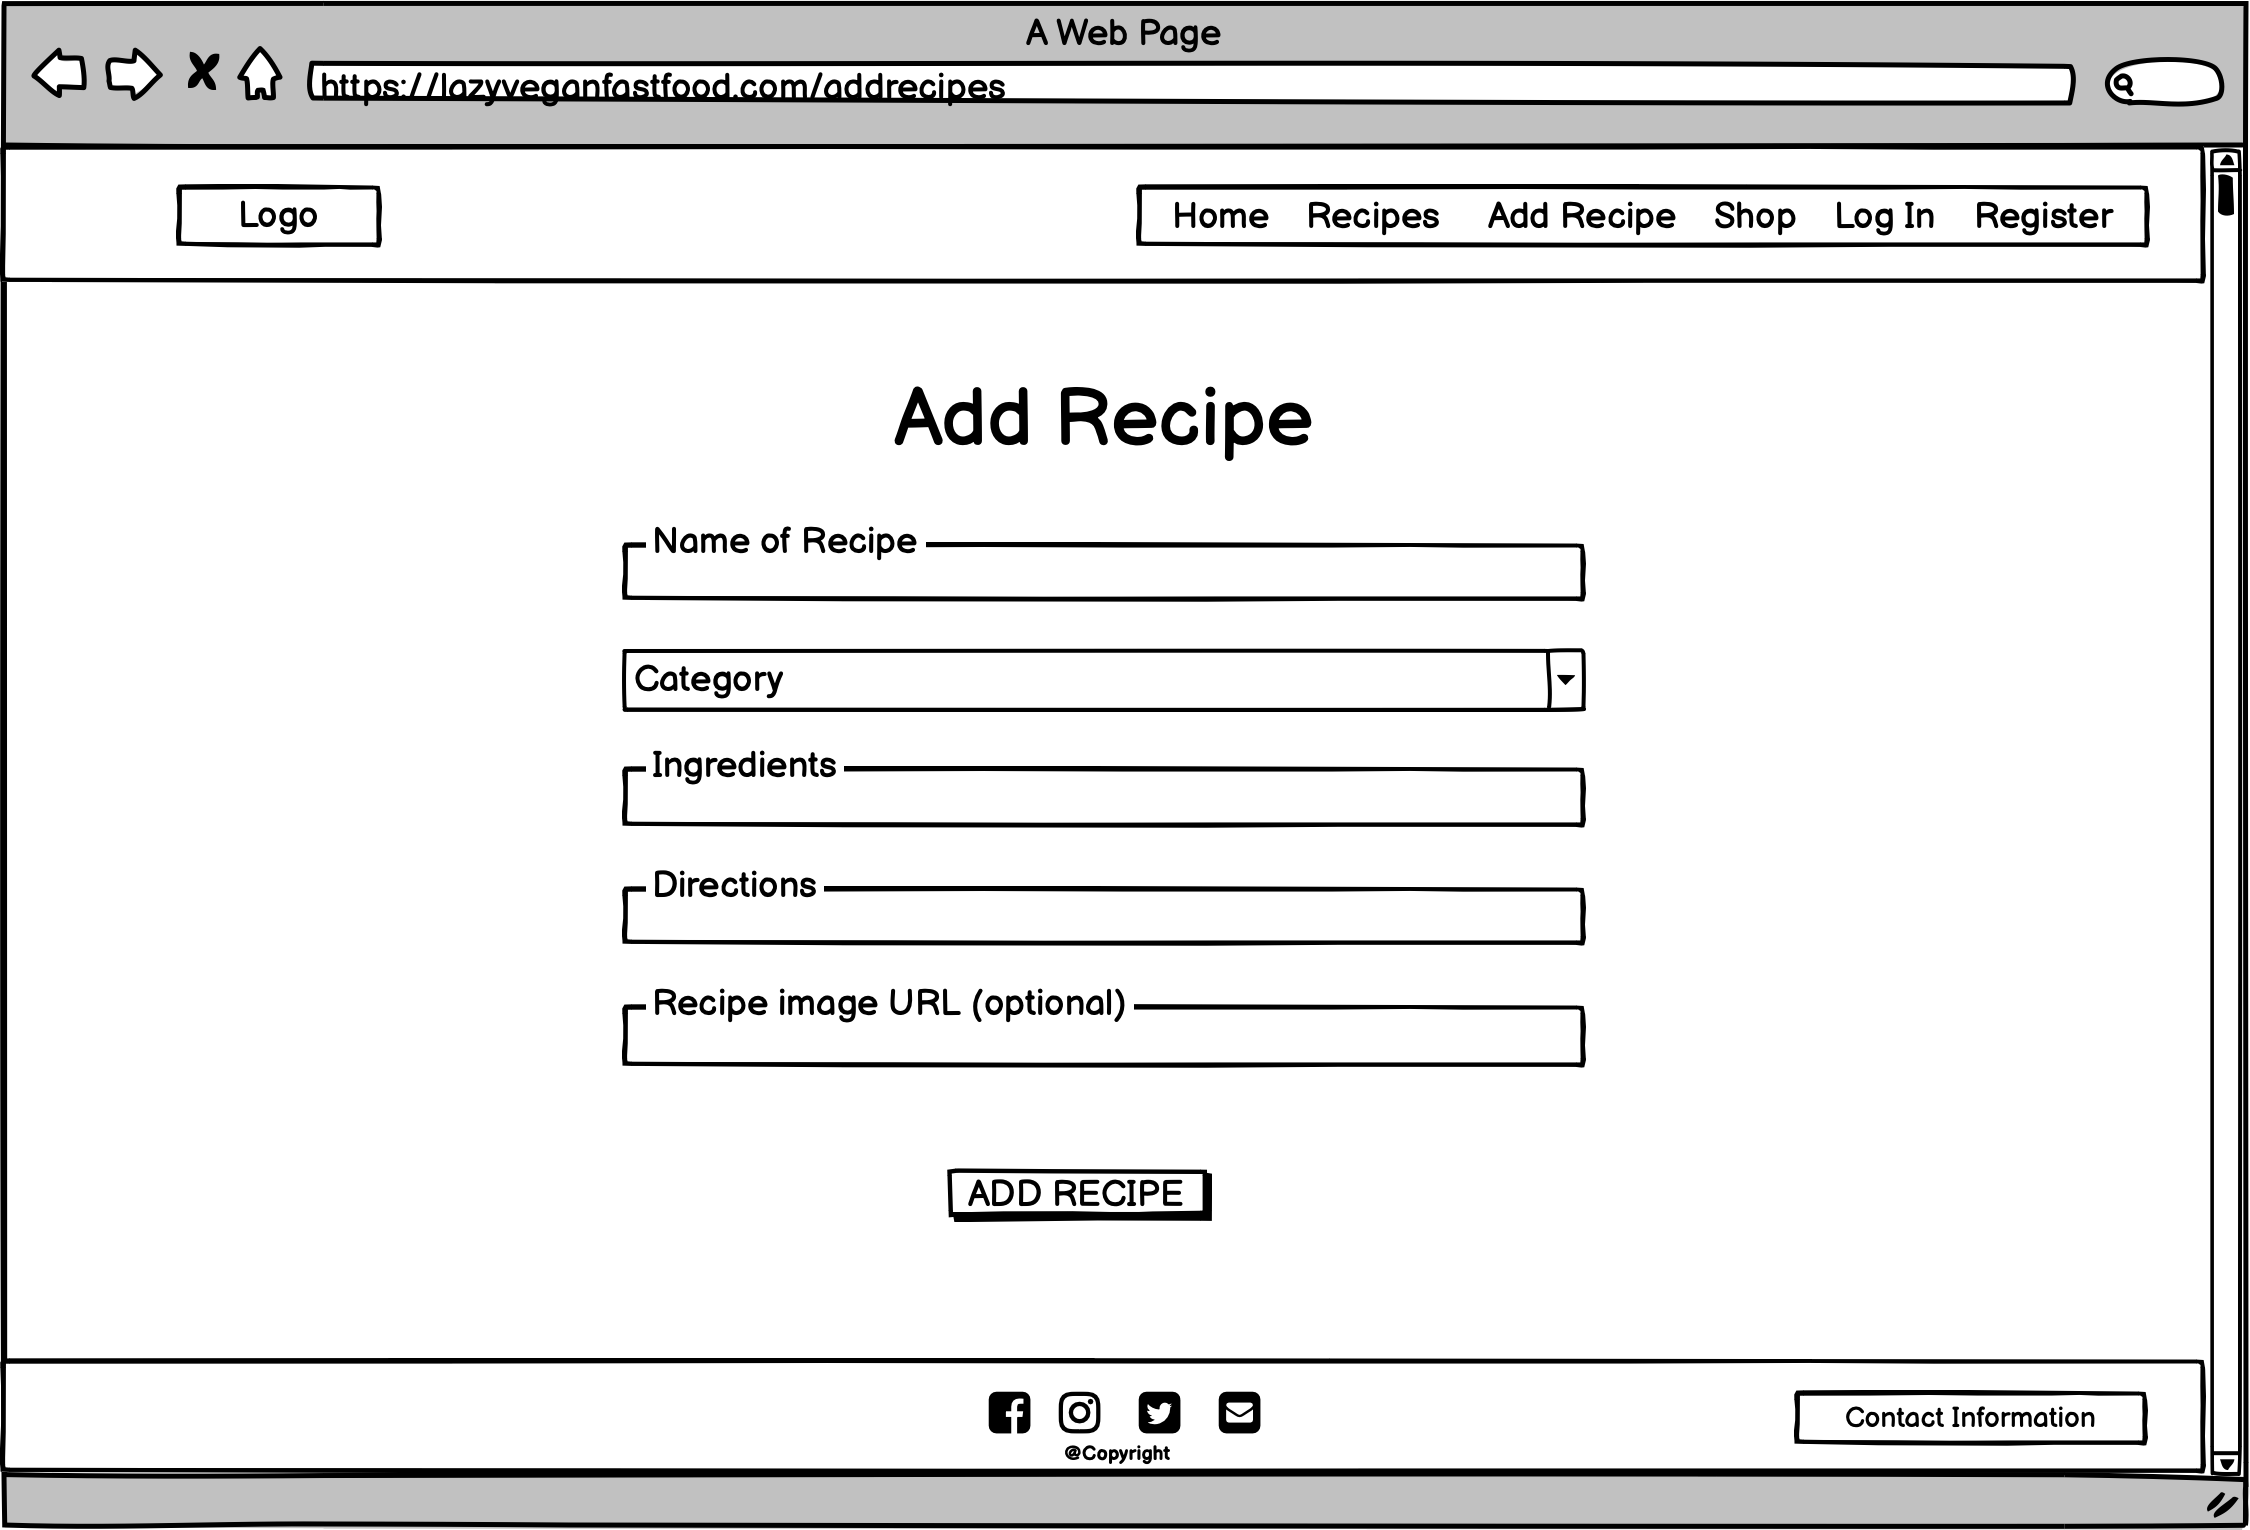 A Web Page
https://lazyveganfastfood.com/addrecipes
Logo
Home Recipes Add Recipe Shop Log In Register
Add Recipe
Name of Recipe
Category
Ingredients
Directions
Recipe image URL (optional)
ADD RECIPE
Contact Information
@Copyright